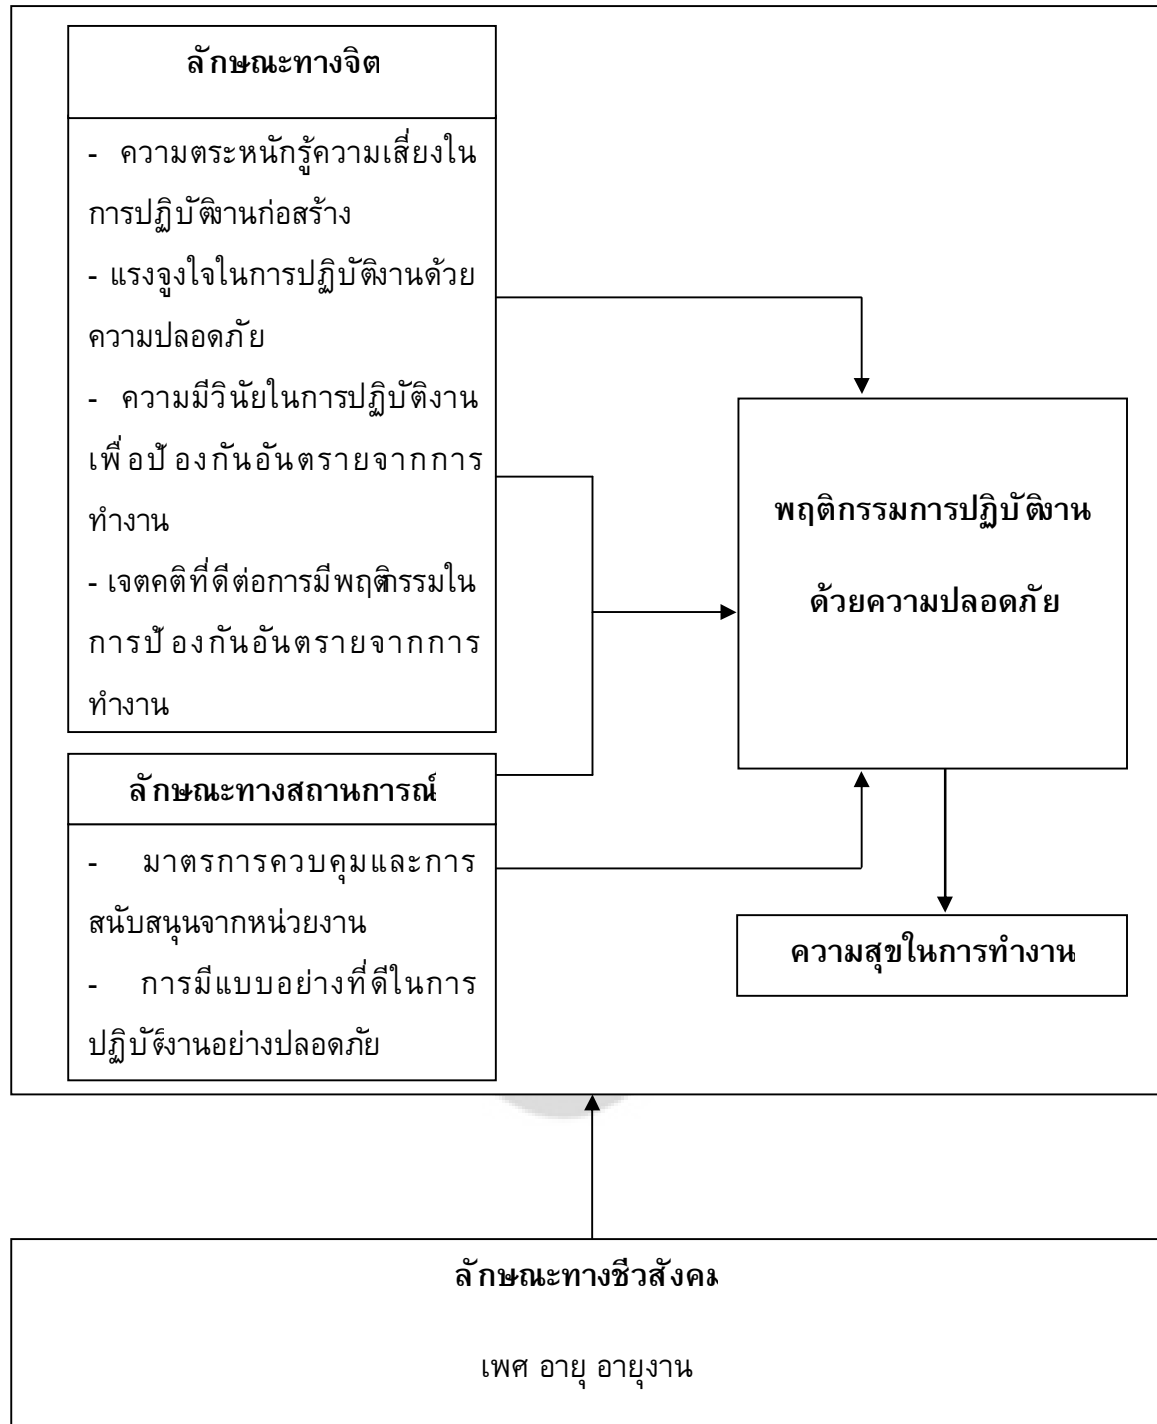 ลักษณะทางจิต
- ความตระหนักรู้ความเสี่ยงใน
การปฏิบัติงานก่อสร้าง
- แรงจูงใจในการปฏิบัติงานด้วย
ความปลอดภัย
- ความมีวินัยในการปฏิบัติงาน
เพื่อป้องกันอันตรายจากการ
ทำงาน
- เจตคติที่ดีต่อการมีพฤติกรรมใน
การป้องกันอันตรายจากการ
ทำงาน
ลักษณะทางสถานการณ์
- มาตรการควบคุมและการ
สนับสนุนจากหน่วยงาน
- การมีแบบอย่างที่ดีในการ
ปฏิบัติงานอย่างปลอดภัย
พฤติกรรมการปฏิบัติงาน
ด้วยความปลอดภัย
ความสุขในการทำงาน
ลักษณะทางชีวสังคม
เพศ อายุ อายุงาน